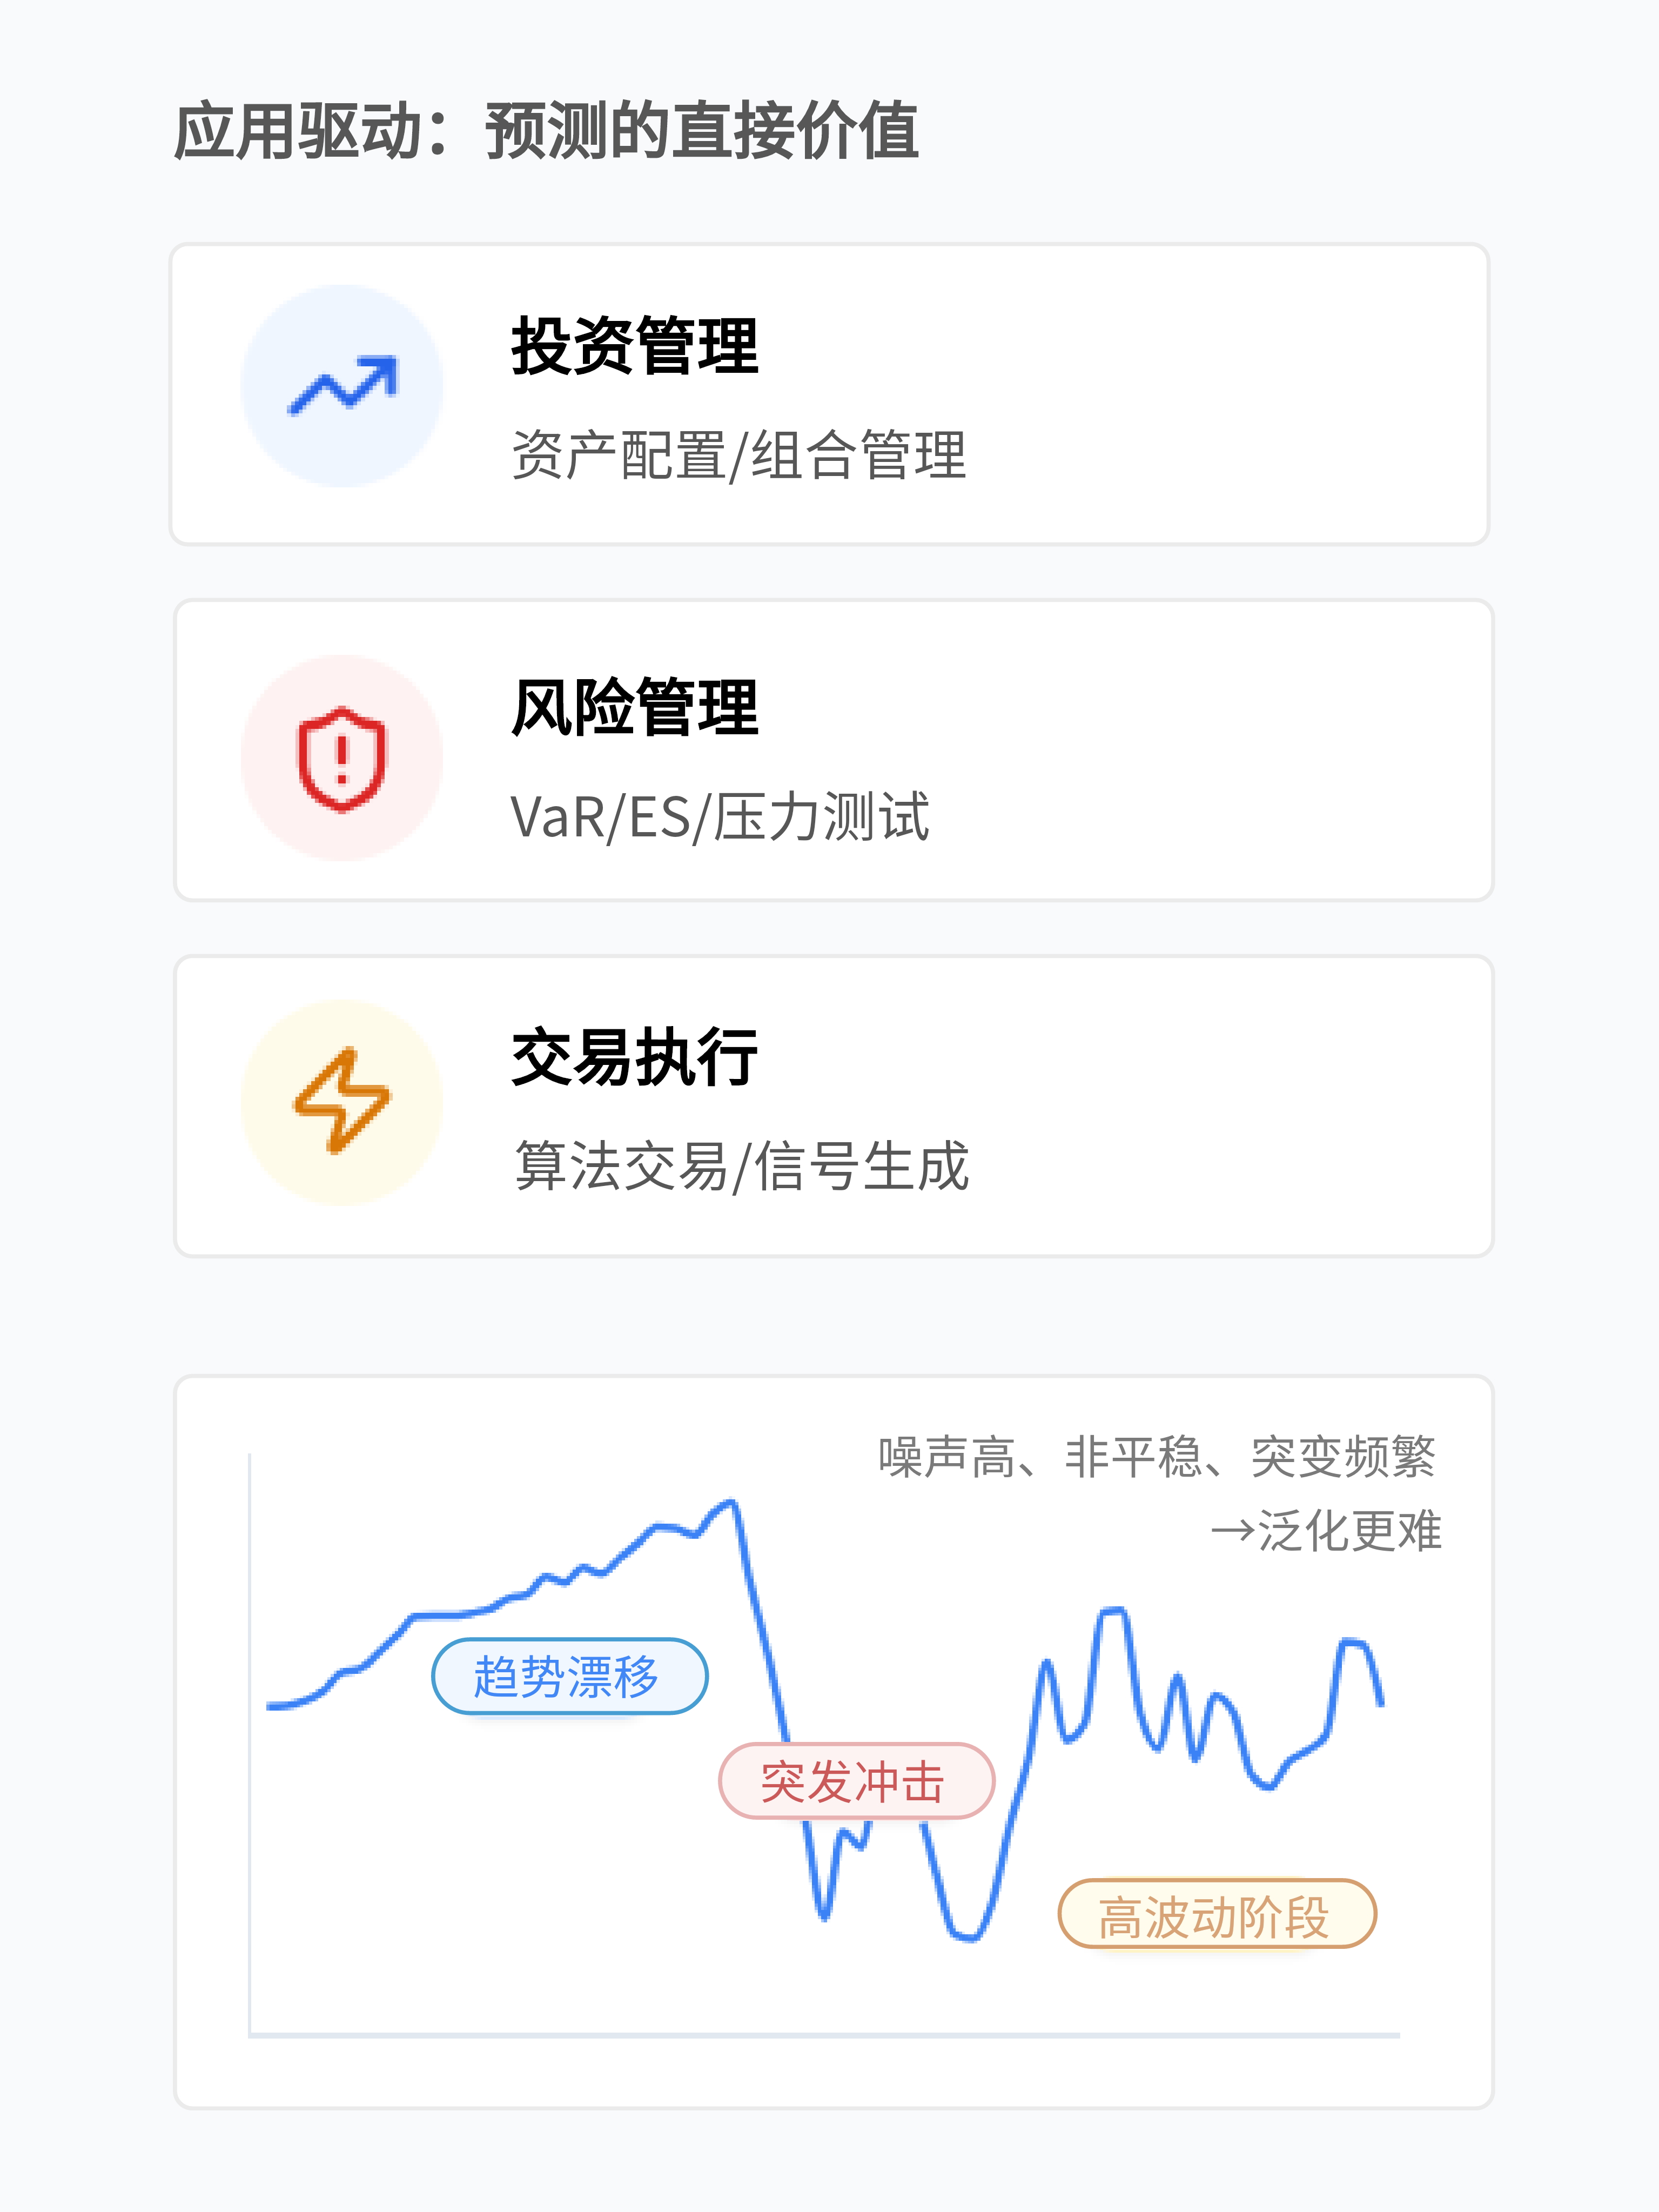 应用驱动：预测的直接价值
投资管理
资产配置/组合管理
风险管理
VaR/ES/压力测试
交易执行
算法交易/信号生成
噪声高、非平稳、突变频繁
→泛化更难
趋势漂移
突发冲击
高波动阶段